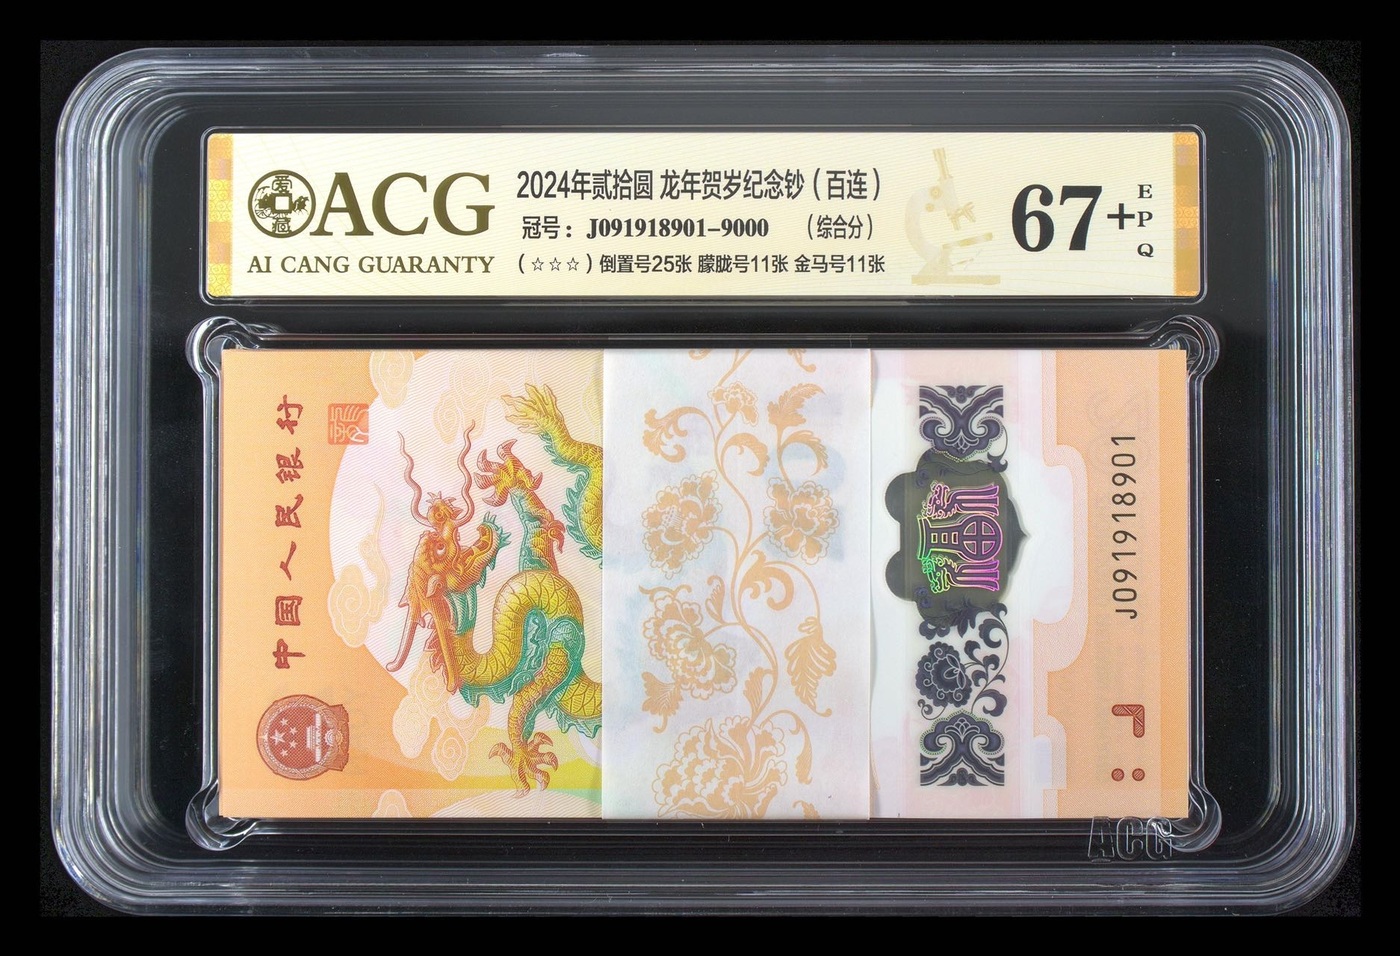 ACG
AI CANG GUARANTY
2024年贰拾圆 龙年贺岁纪念钞(百连)
冠号: J091918901-9000 (综合分)
(☆☆☆) 倒置号25张 朦胧号11张 金马号11张
67+
EPQ
中国人民银行
J091918901
ACG